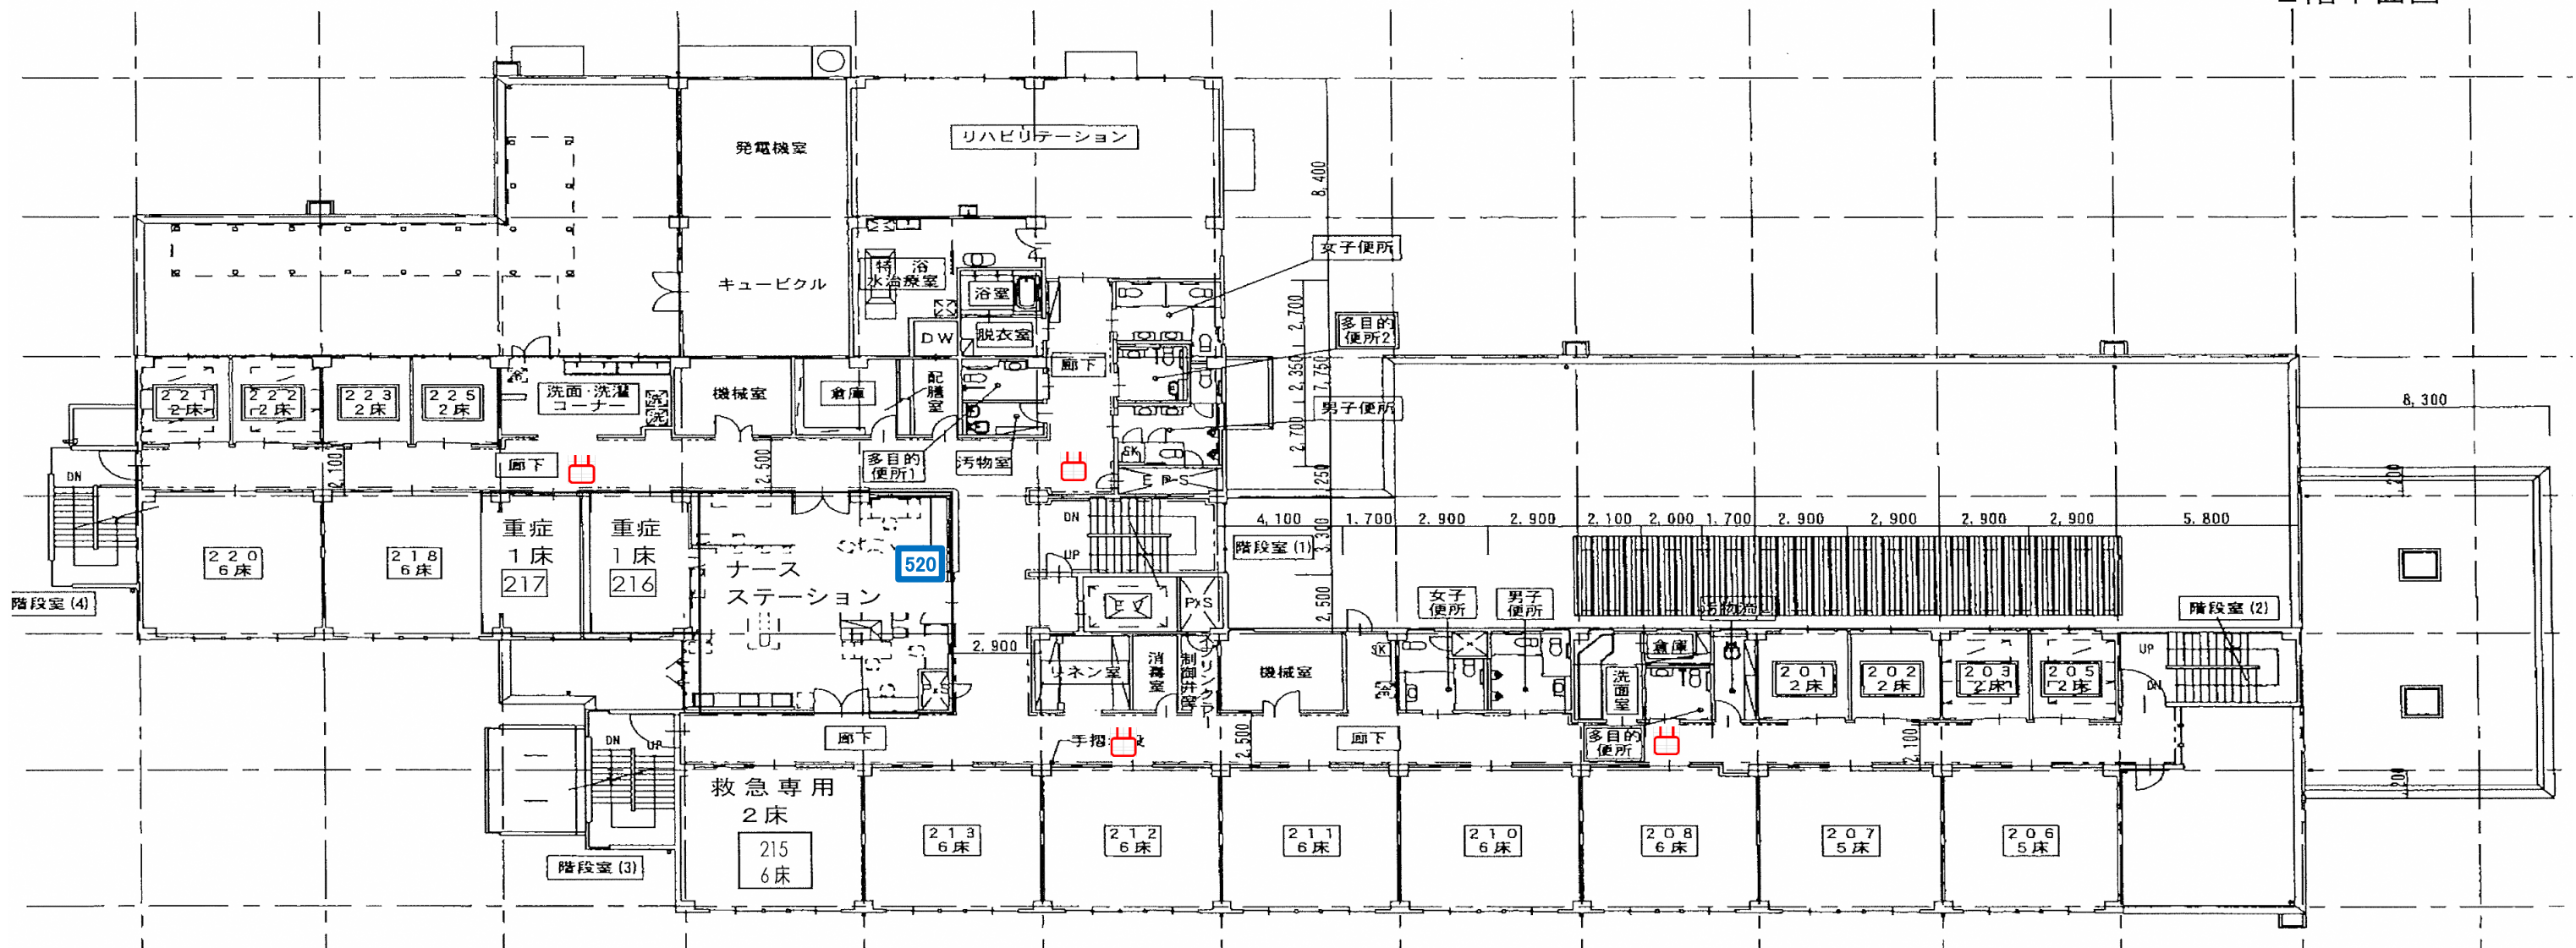 発電機室
リハビリテーション
8,400
女子便所
特 浴
水治療室
キュービクル
浴室
2,700
多目的
便所2
DW
脱衣室
廊下
2,350
7,750
221
2床
222
2床
223
2床
225
2床
冷
洗面・洗濯
コーナー
洗
洗
機械室
倉庫
配膳室
男子便所
8,300
2,700
SK
DN
廊下
2,100
2,500
多目的
便所1
汚物室
EPS
250
200
重症
1床
217
重症
1床
216
DN
UP
4,100
1,700
2,900
2,900
2,100
2,000
1,700
2,900
2,900
2,900
2,900
5,800
3,300
階段室(1)
220
6床
218
6床
520
ナース
ステーション
EV
PS
2,500
女子
便所
男子
便所
階段室(2)
階段室(4)
2,900
リネン室
消毒室
機械室
SK
冷
洗面室
倉庫
201
2床
202
2床
203
2床
205
2床
UP
DN
DN
UP
廊下
手摺
2,500
廊下
多目的
便所
2,100
200
救急専用
2床
215
6床
213
6床
212
6床
211
6床
210
6床
208
6床
207
5床
206
5床
階段室(3)